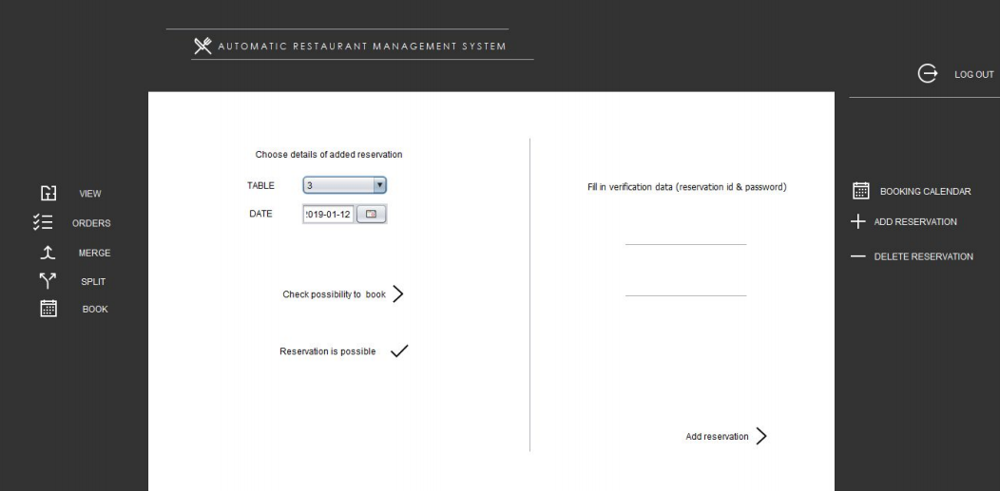 AUTOMATIC RESTAURANT MANAGEMENT SYSTEM
LOG OUT
VIEW
ORDERS
MERGE
SPLIT
BOOK
Choose details of added reservation
TABLE 3
DATE 2019-01-12
Check possibility to book
Reservation is possible
Fill in verification data (reservation id & password)
Add reservation
BOOKING CALENDAR
ADD RESERVATION
DELETE RESERVATION